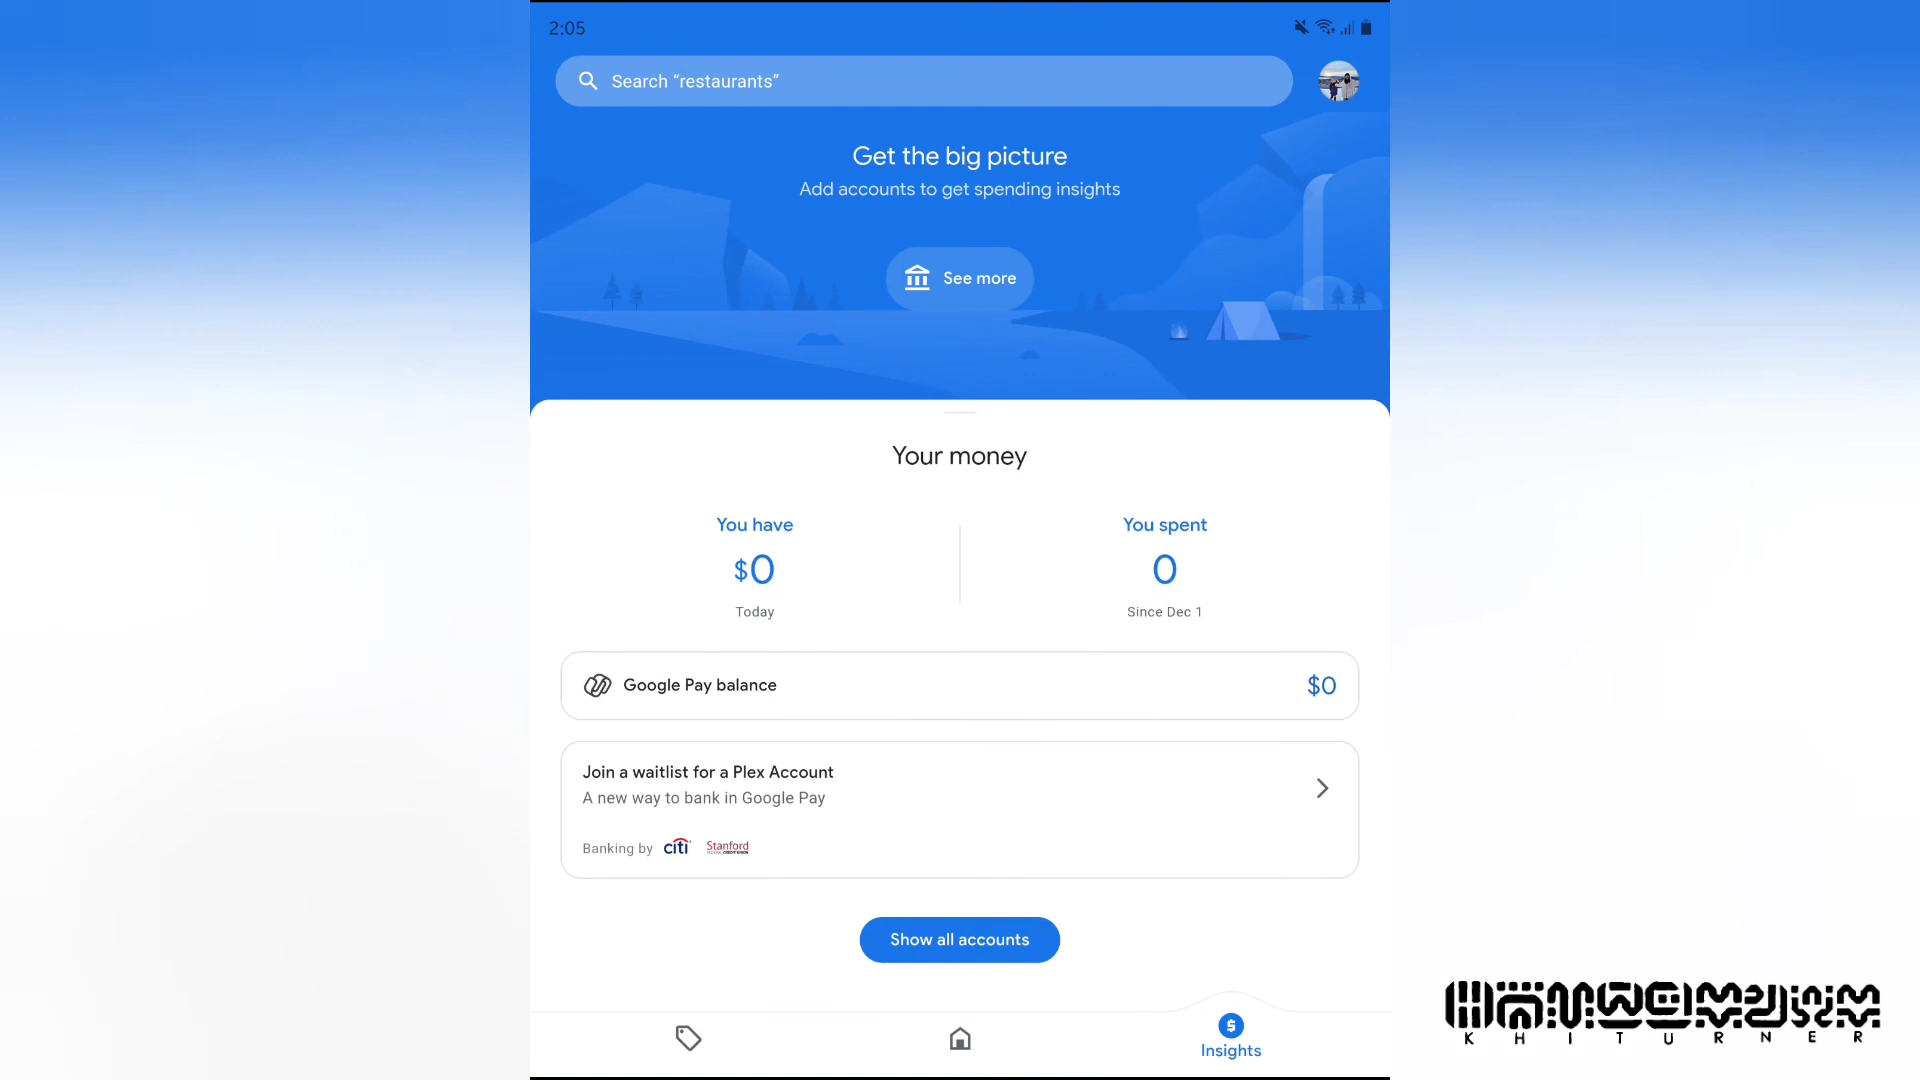 2:05
Search “restaurants”
Get the big picture
Add accounts to get spending insights
See more
Your money
You have
$0
Today
You spent
0
Since Dec 1
Google Pay balance
$0
Join a waitlist for a Plex Account
A new way to bank in Google Pay
Banking by citi Stanford
Show all accounts
$
Insights
KHITURNER